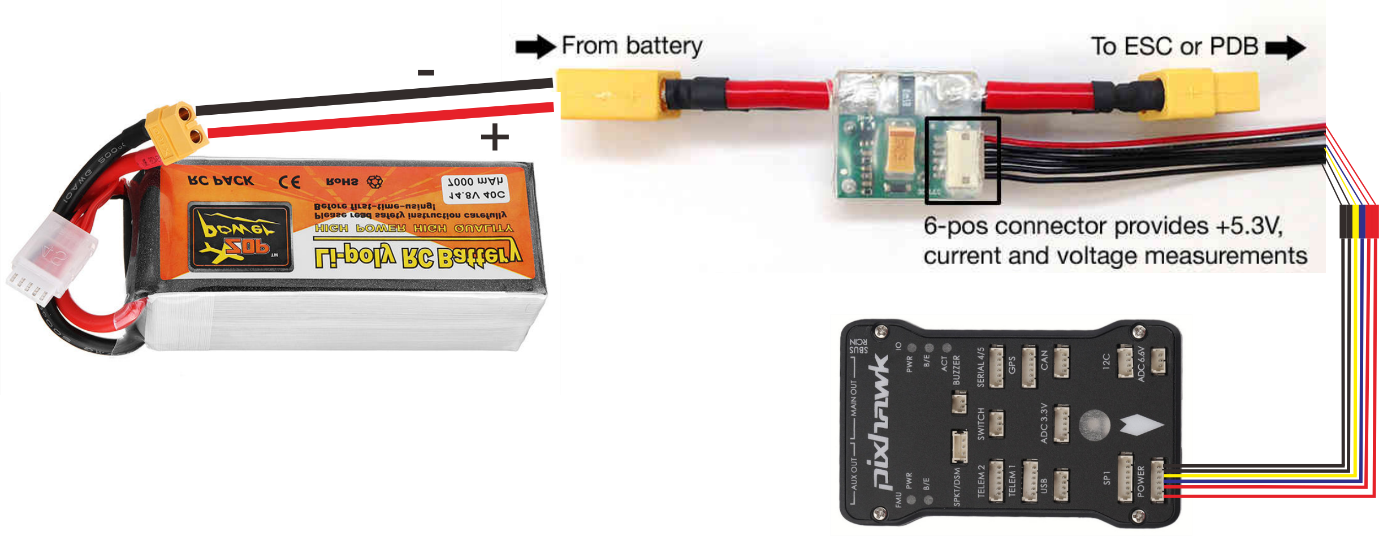 From battery
To ESC or PDB
-
+
6-pos connector provides +5.3V,
current and voltage measurements
RC PACK CE RoHS
7000 mAh
14.8V 40C
Before first-time-using!
Please read safety instruction carefully
HIGH POWER HIGH QUALITY
Li-poly RC Battery
ZOP
Power
TM
SBUS
RCIN
MAIN OUT
AUX OUT
IO
PWR
B/E
ACT
FMU
PWR
B/E
pixhawk
BUZZER
SPKT/DSM
SERIAL 4/5
SWITCH
TELEM 2
GPS
TELEM 1
CAN
ADC 3.3V
USB
I2C
SPI
ADC 6.6V
POWER